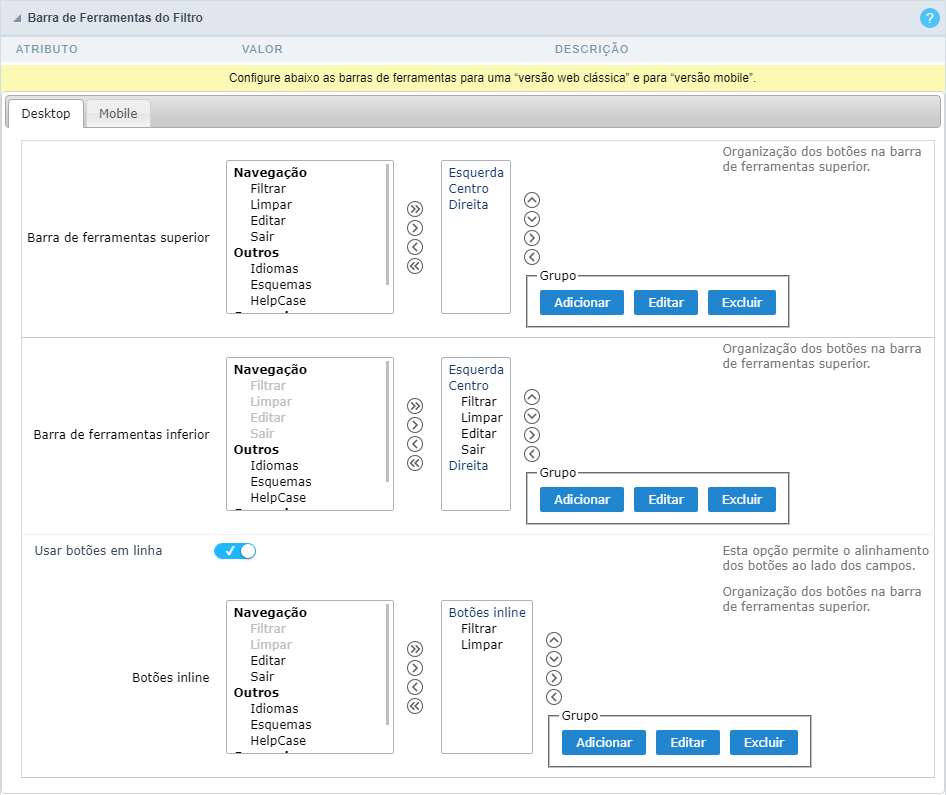 Barra de Ferramentas do Filtro
?
ATRIBUTO VALOR DESCRIÇÃO
Configure abaixo as barras de ferramentas para uma “versão web clássica” e para “versão mobile”.
Desktop Mobile
Barra de ferramentas superior
Navegação
Filtrar
Limpar
Editar
Sair
Outros
Idiomas
Esquemas
HelpCase
Esquerda
Centro
Direita
Grupo
Adicionar Editar Excluir
Organização dos botões na barra
de ferramentas superior.
Barra de ferramentas inferior
Navegação
Filtrar
Limpar
Editar
Sair
Outros
Idiomas
Esquemas
HelpCase
Esquerda
Centro
Filtrar
Limpar
Editar
Sair
Direita
Grupo
Adicionar Editar Excluir
Organização dos botões na barra
de ferramentas superior.
Usar botões em linha
Esta opção permite o alinhamento
dos botões ao lado dos campos.
Botões inline
Navegação
Filtrar
Limpar
Editar
Sair
Outros
Idiomas
Esquemas
HelpCase
Botões inline
Filtrar
Limpar
Grupo
Adicionar Editar Excluir
Organização dos botões na barra
de ferramentas superior.